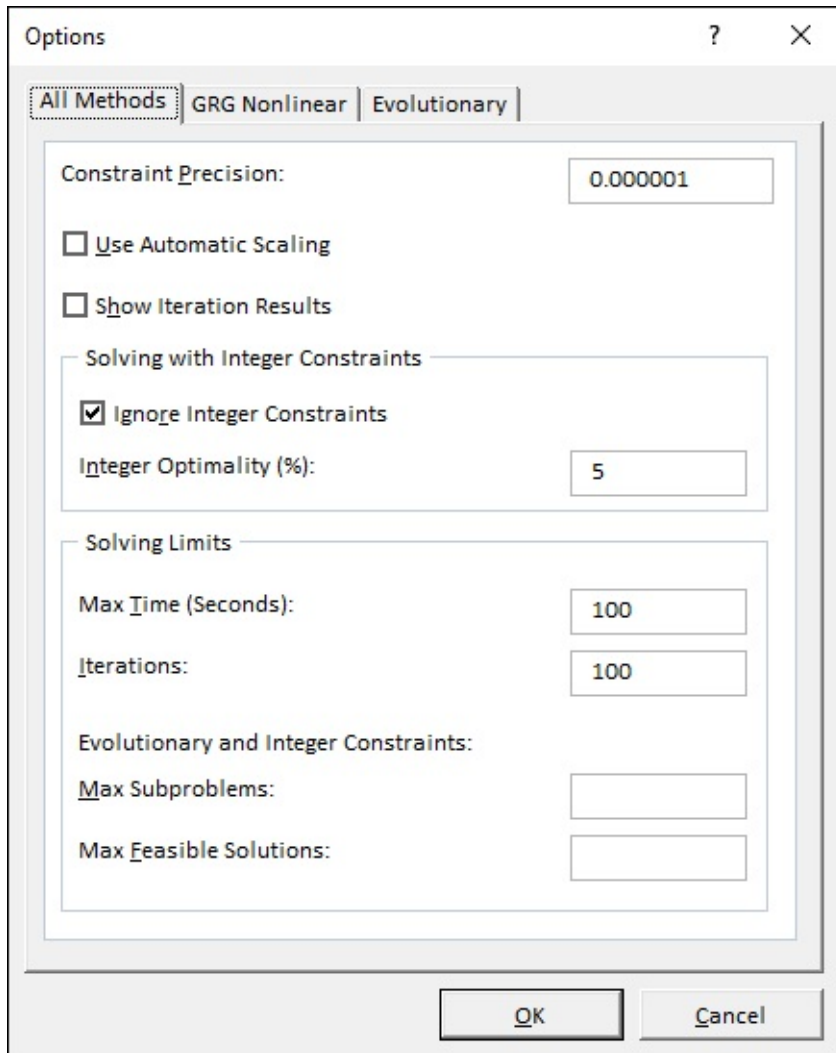 Options ?
All Methods GRG Nonlinear Evolutionary
Constraint Precision: 0.000001
Use Automatic Scaling
Show Iteration Results
Solving with Integer Constraints
Ignore Integer Constraints
Integer Optimality (%): 5
Solving Limits
Max Time (Seconds): 100
Iterations: 100
Evolutionary and Integer Constraints:
Max Subproblems:
Max Feasible Solutions:
OK Cancel